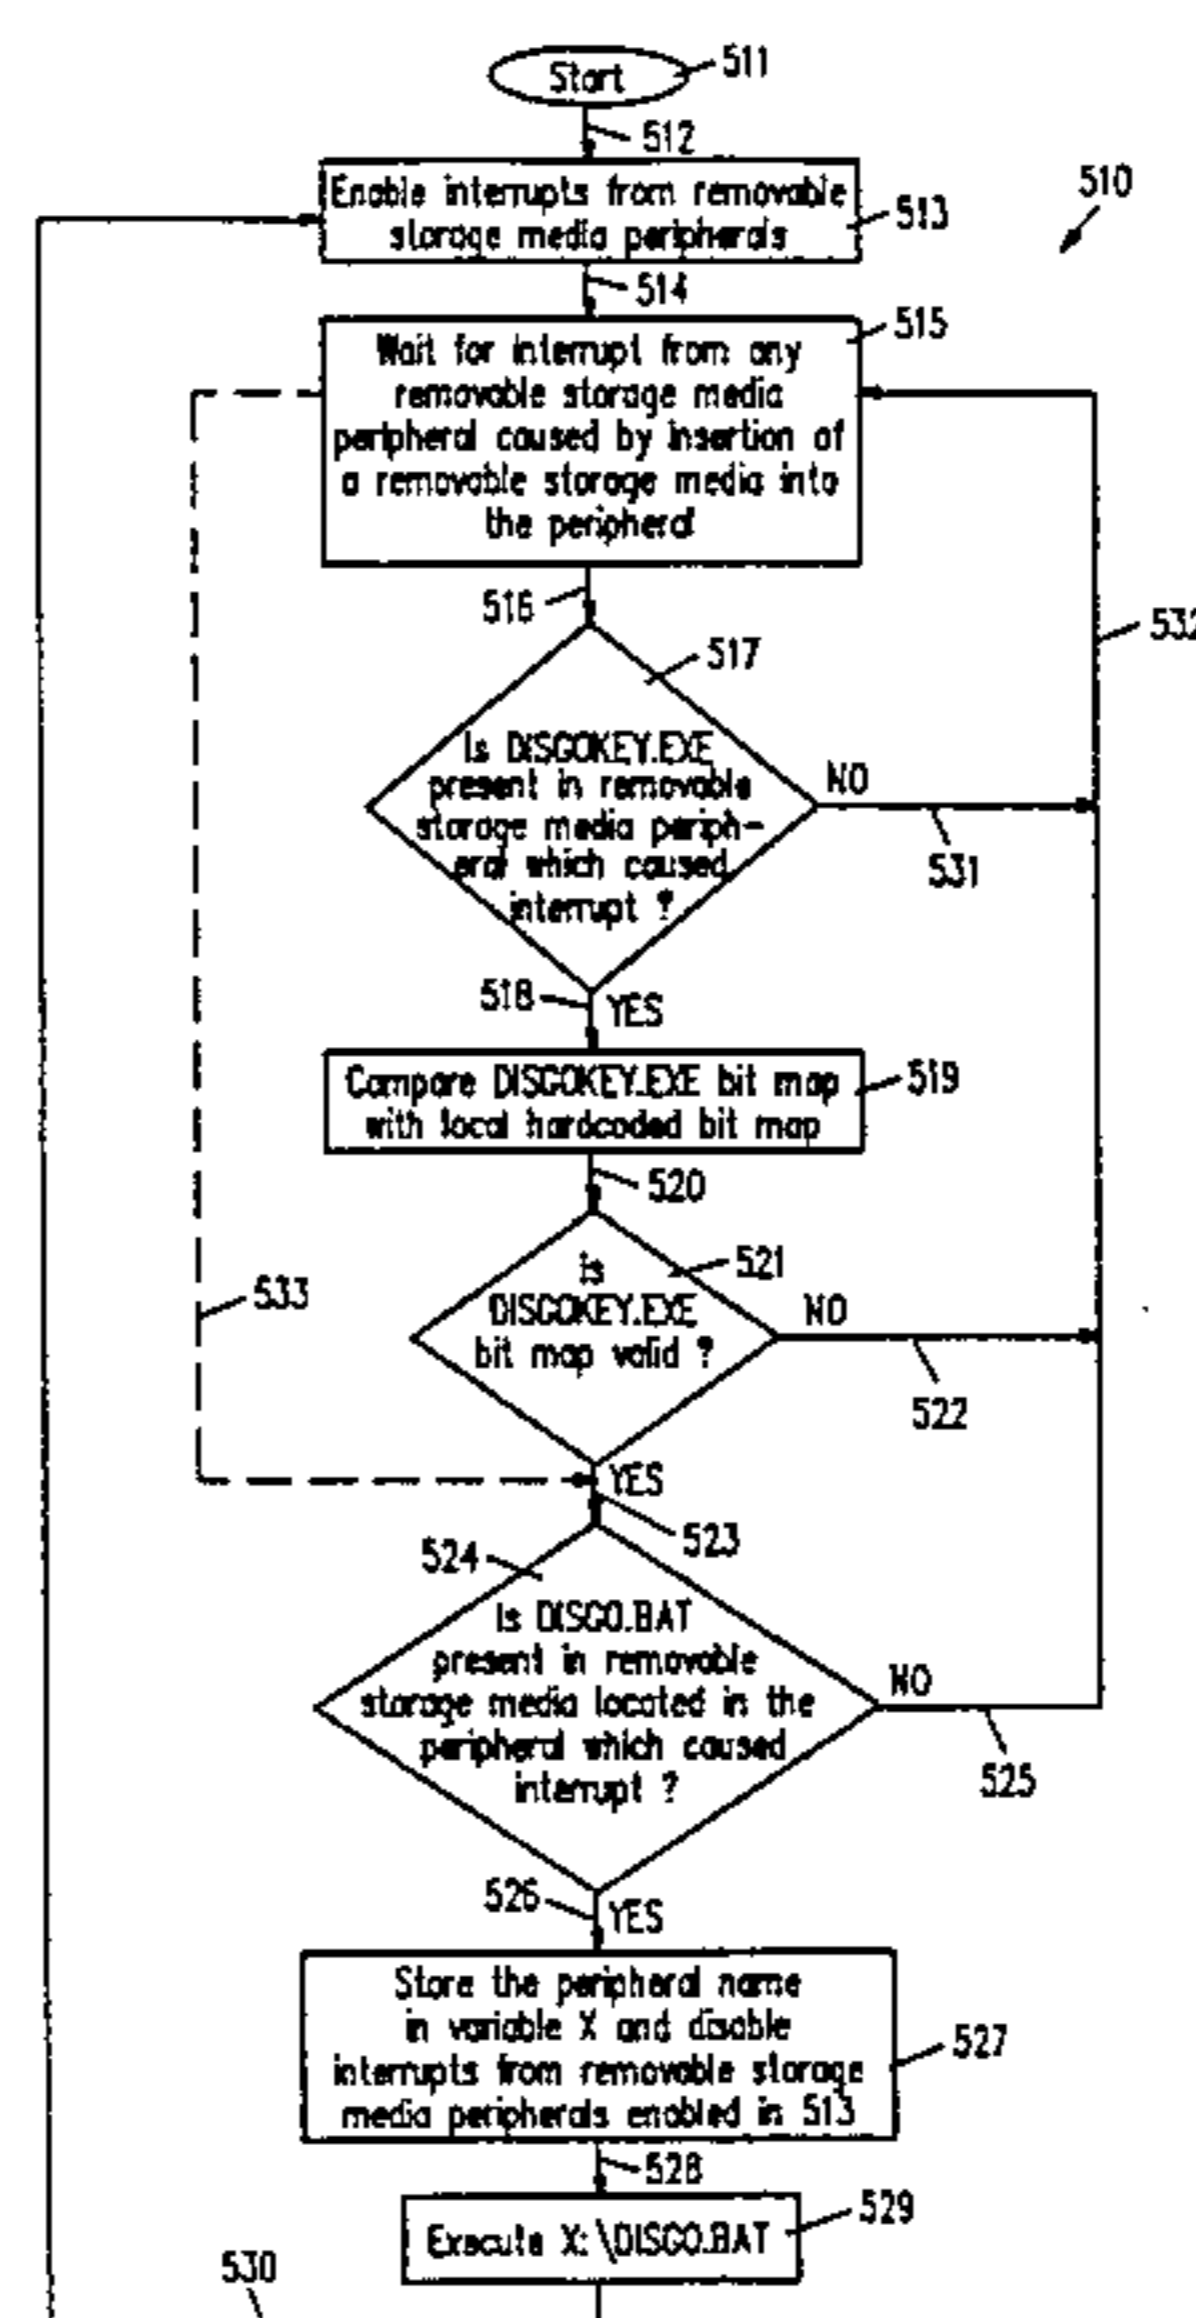 Start
511
512
Enable interrupts from removable
storage media peripherals
513
510
514
Wait for interrupt from any
removable storage media
peripheral caused by insertion of
a removable storage media into
the peripheral
515
516
517
532
Is DISGOKEY.EXE
present in removable
storage media periph-
eral which caused
interrupt ?
NO
531
518
YES
Compare DISGOKEY.EXE bit map
with local hardcoded bit map
519
520
521
is
DISGOKEY.EXE
bit map valid ?
NO
522
533
YES
523
524
Is DISGO.BAT
present in removable
storage media located in the
peripheral which caused
interrupt ?
NO
525
526
YES
Store the peripheral name
in variable X and disable
interrupts from removable storage
media peripherals enabled in 513
527
528
Execute X:\DISGO.BAT
529
530